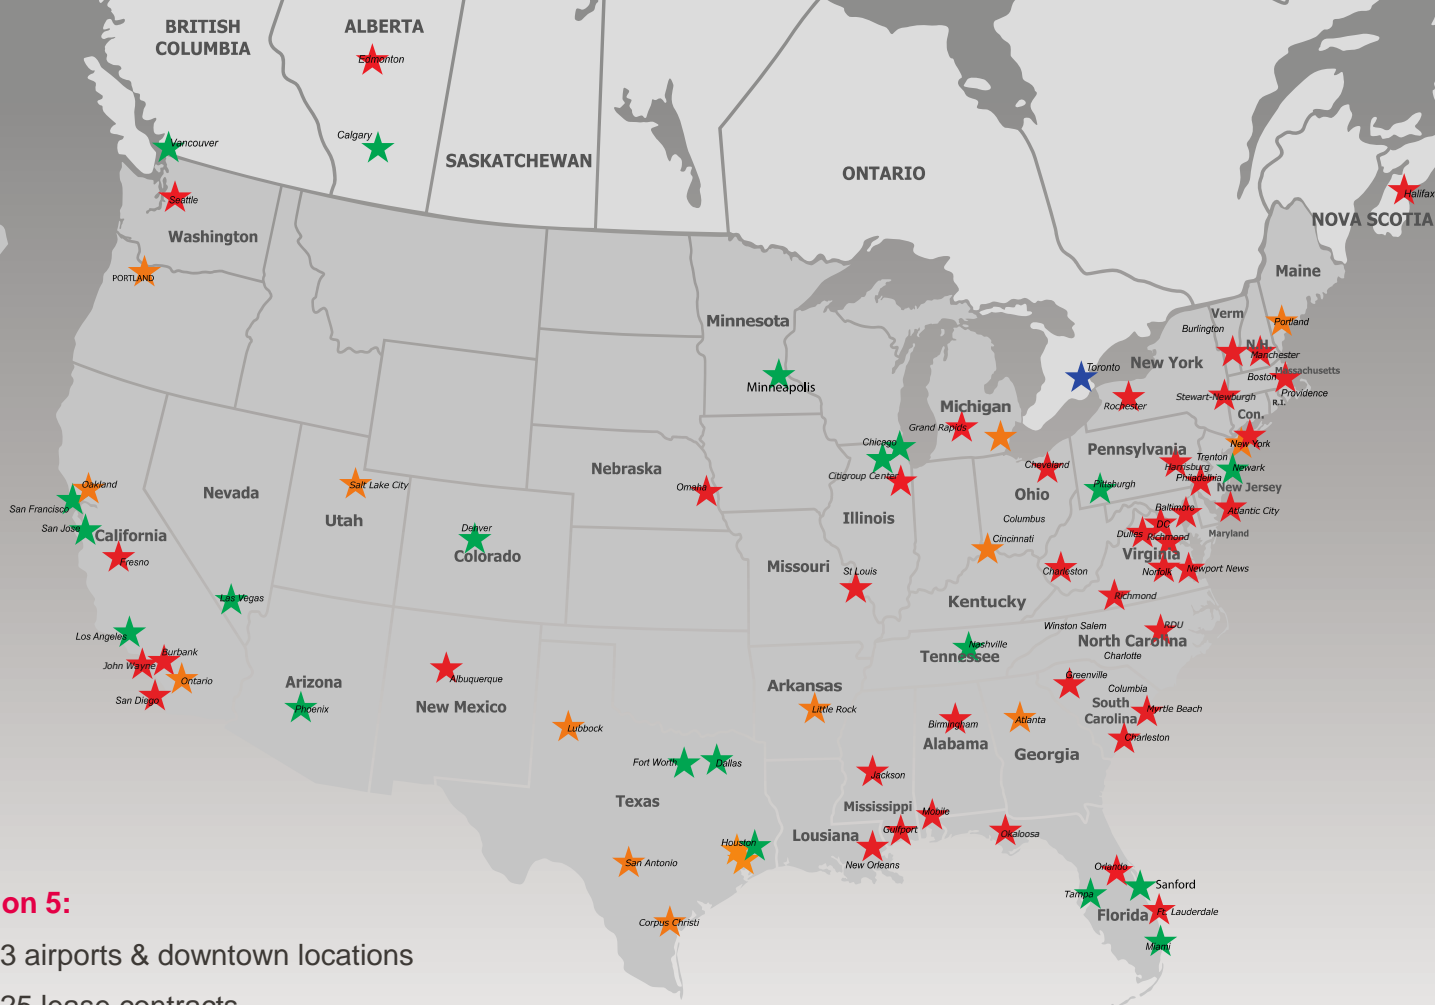 BRITISH
COLUMBIA
ALBERTA
Edmonton
Vancouver
Calgary
SASKATCHEWAN
ONTARIO
Halifax
NOVA SCOTIA
Seattle
Washington
PORTLAND
Maine
Minnesota
Verm
Portland
Burlington
N.H.
Manchester
New York
Toronto
Massachusetts
Boston
Minneapolis
Providence
Stewart-Newburgh
R.I.
Rochester
Michigan
Con.
Grand Rapids
New York
Chicago
Pennsylvania
Trenton
Nebraska
Cheveland
Harrisburg
Newark
Citigroup Center
Philadelhia
Oakland
Salt Lake City
Omaha
Pittsburgh
New Jersey
Nevada
Ohio
San Francisco
Baltimore
Atlantic City
Utah
Illinois
Columbus
DC
San Jose
California
Denver
Dulles
Richmond
Maryland
Cincinnati
Colorado
Virginia
Fresno
Missouri
St Louis
Charleston
Norfolk
Newport News
Las Vegas
Kentucky
Richmond
Los Angeles
Winston Salem
RDU
North Carolina
Nashville
Tennessee
Charlotte
Burbank
John Wayne
Ontario
Arizona
Albuquerque
Arkansas
Greenville
San Diego
Columbia
Phoenix
New Mexico
Little Rock
South
Carolina
Myrtle Beach
Lubbock
Birmingham
Atlanta
Alabama
Charleston
Georgia
Fort Worth
Dallas
Jackson
Texas
Mississippi
Mobile
Lousiana
Gulfport
Okaloosa
Houston
New Orleans
San Antonio
Orlando
Sanford
Tampa
on 5:
Florida
Ft. Lauderdale
Corpus Christi
Miami
3 airports & downtown locations
25 lease contracts